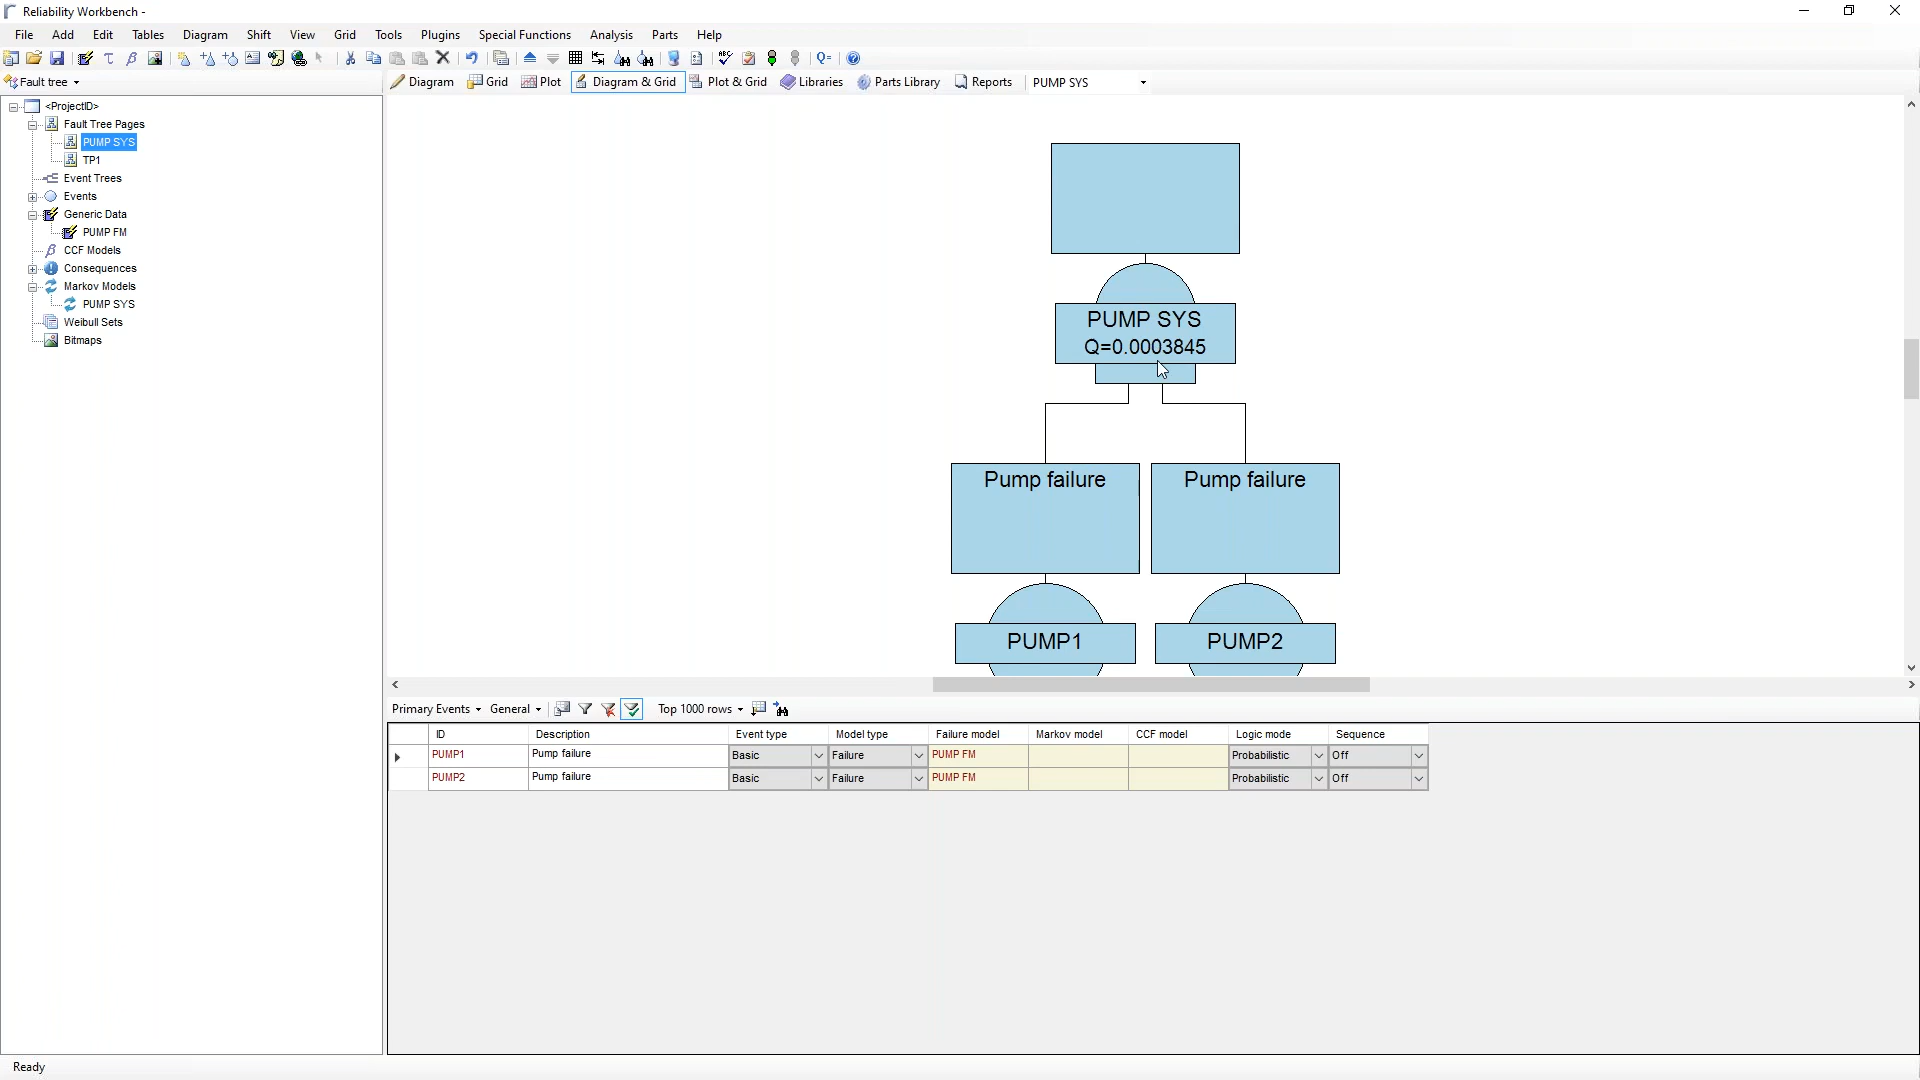 Reliability Workbench -
File Add Edit Tables Diagram Shift View Grid Tools Plugins Special Functions Analysis Parts Help
Fault tree
Diagram Grid Plot Diagram & Grid Plot & Grid Libraries Parts Library Reports PUMP SYS
<ProjectID>
Fault Tree Pages
PUMP SYS
TP1
Event Trees
Events
Generic Data
PUMP FM
CCF Models
Consequences
Markov Models
PUMP SYS
Weibull Sets
Bitmaps
PUMP SYS
Q=0.0003845
Pump failure Pump failure
PUMP1 PUMP2
Primary Events General Top 1000 rows
ID Description Event type Model type Failure model Markov model CCF model Logic mode Sequence
PUMP1 Pump failure Basic Failure PUMP FM Probabilistic Off
PUMP2 Pump failure Basic Failure PUMP FM Probabilistic Off
Ready